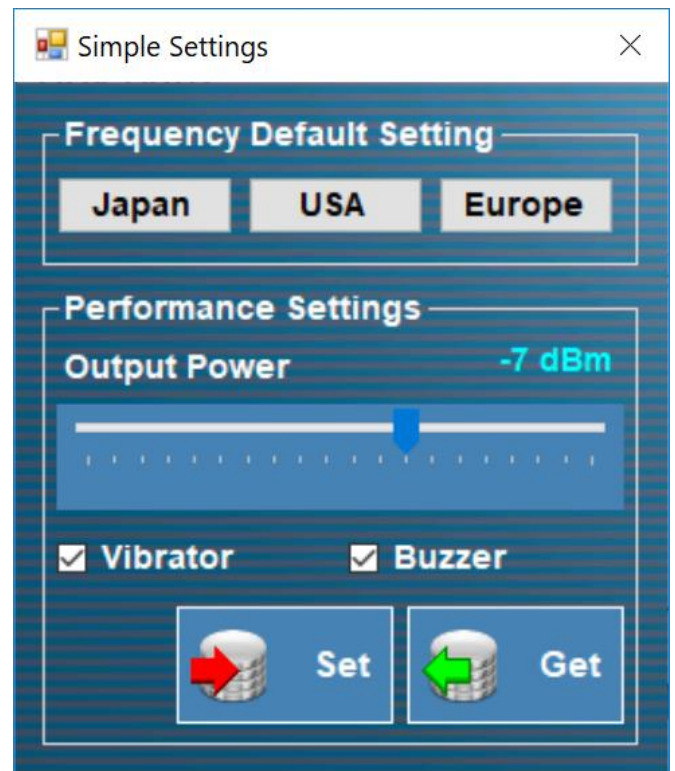 Simple Settings
Frequency Default Setting
Japan USA Europe
Performance Settings
Output Power -7 dBm
Vibrator Buzzer
Set Get